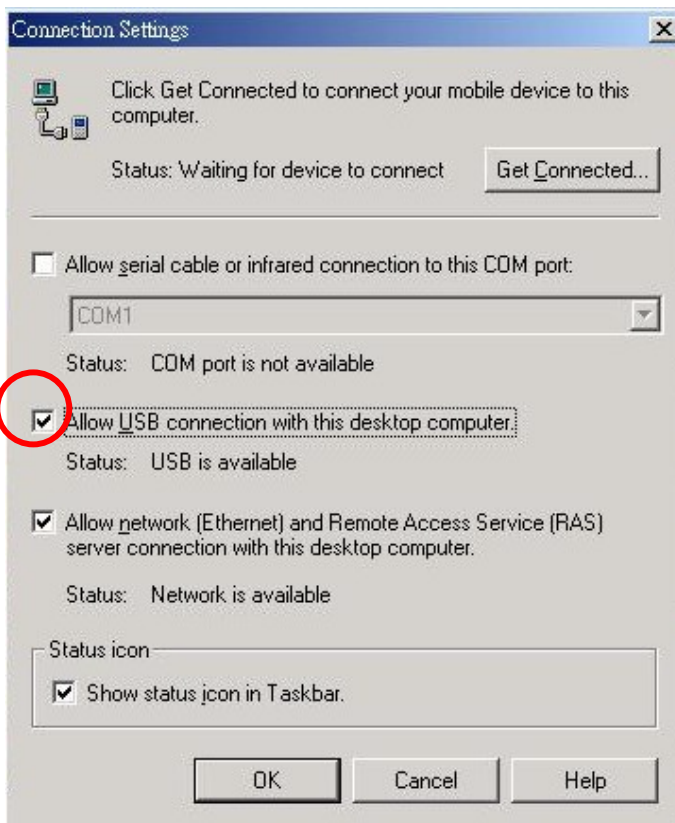 Connection Settings
Click Get Connected to connect your mobile device to this
computer.
Status: Waiting for device to connect
Get Connected...
Allow serial cable or infrared connection to this COM port:
COM1
Status: COM port is not available
Allow USB connection with this desktop computer.
Status: USB is available
Allow network (Ethernet) and Remote Access Service (RAS)
server connection with this desktop computer.
Status: Network is available
Status icon
Show status icon in Taskbar.
OK
Cancel
Help